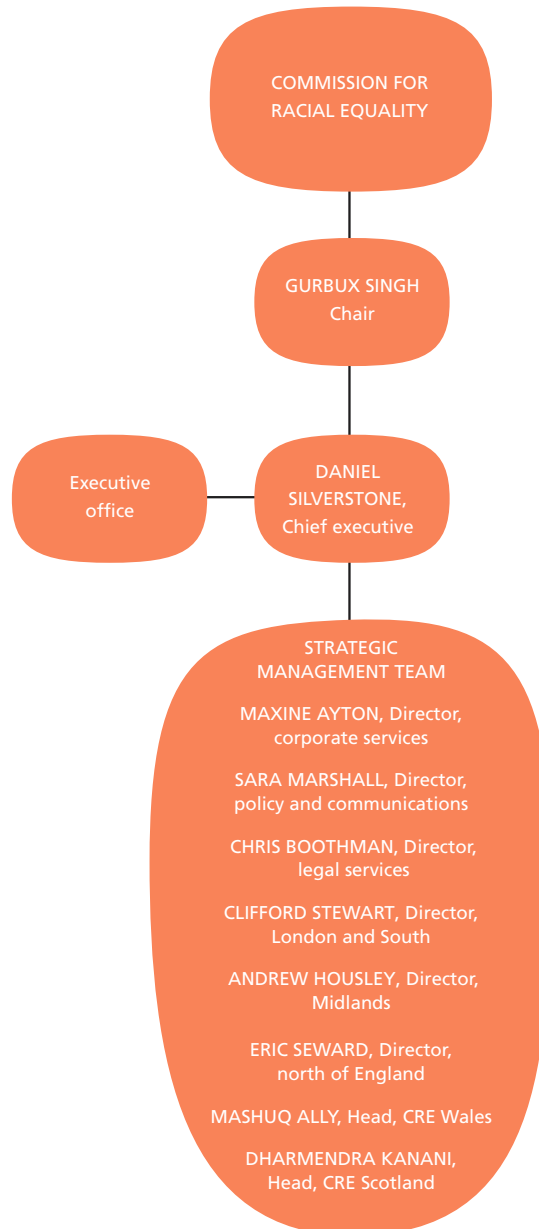 COMMISSION FOR
RACIAL EQUALITY
GURBUX SINGH
Chair
Executive
office
DANIEL
SILVERSTONE,
Chief executive
STRATEGIC
MANAGEMENT TEAM
MAXINE AYTON, Director,
corporate services
SARA MARSHALL, Director,
policy and communications
CHRIS BOOTHMAN, Director,
legal services
CLIFFORD STEWART, Director,
London and South
ANDREW HOUSLEY, Director,
Midlands
ERIC SEWARD, Director,
north of England
MASHUQ ALLY, Head, CRE Wales
DHARMENDRA KANANI,
Head, CRE Scotland